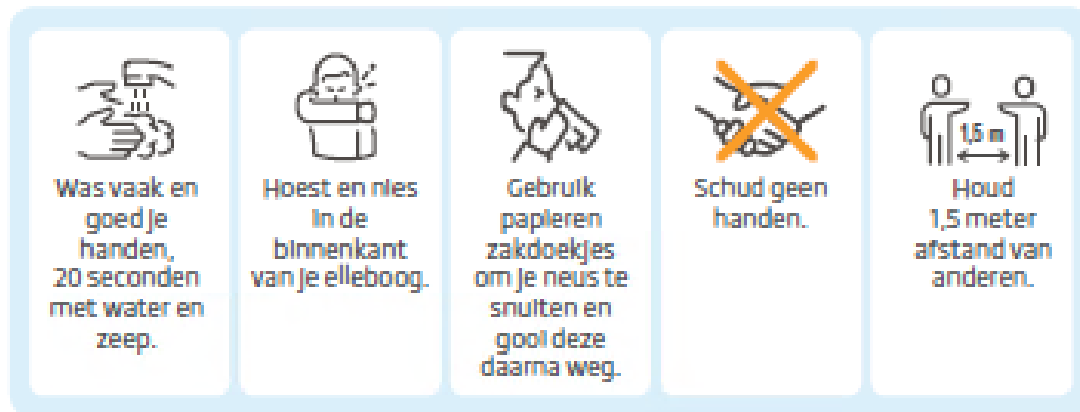 Was vaak en
goed je
handen,
20 seconden
met water en
zeep.
Hoest en nies
in de
binnenkant
van je elleboog.
Gebruik
papieren
zakdoekjes
om je neus te
snuiten en
gooi deze
daarna weg.
Schud geen
handen.
1,5 m
Houd
1,5 meter
afstand van
anderen.